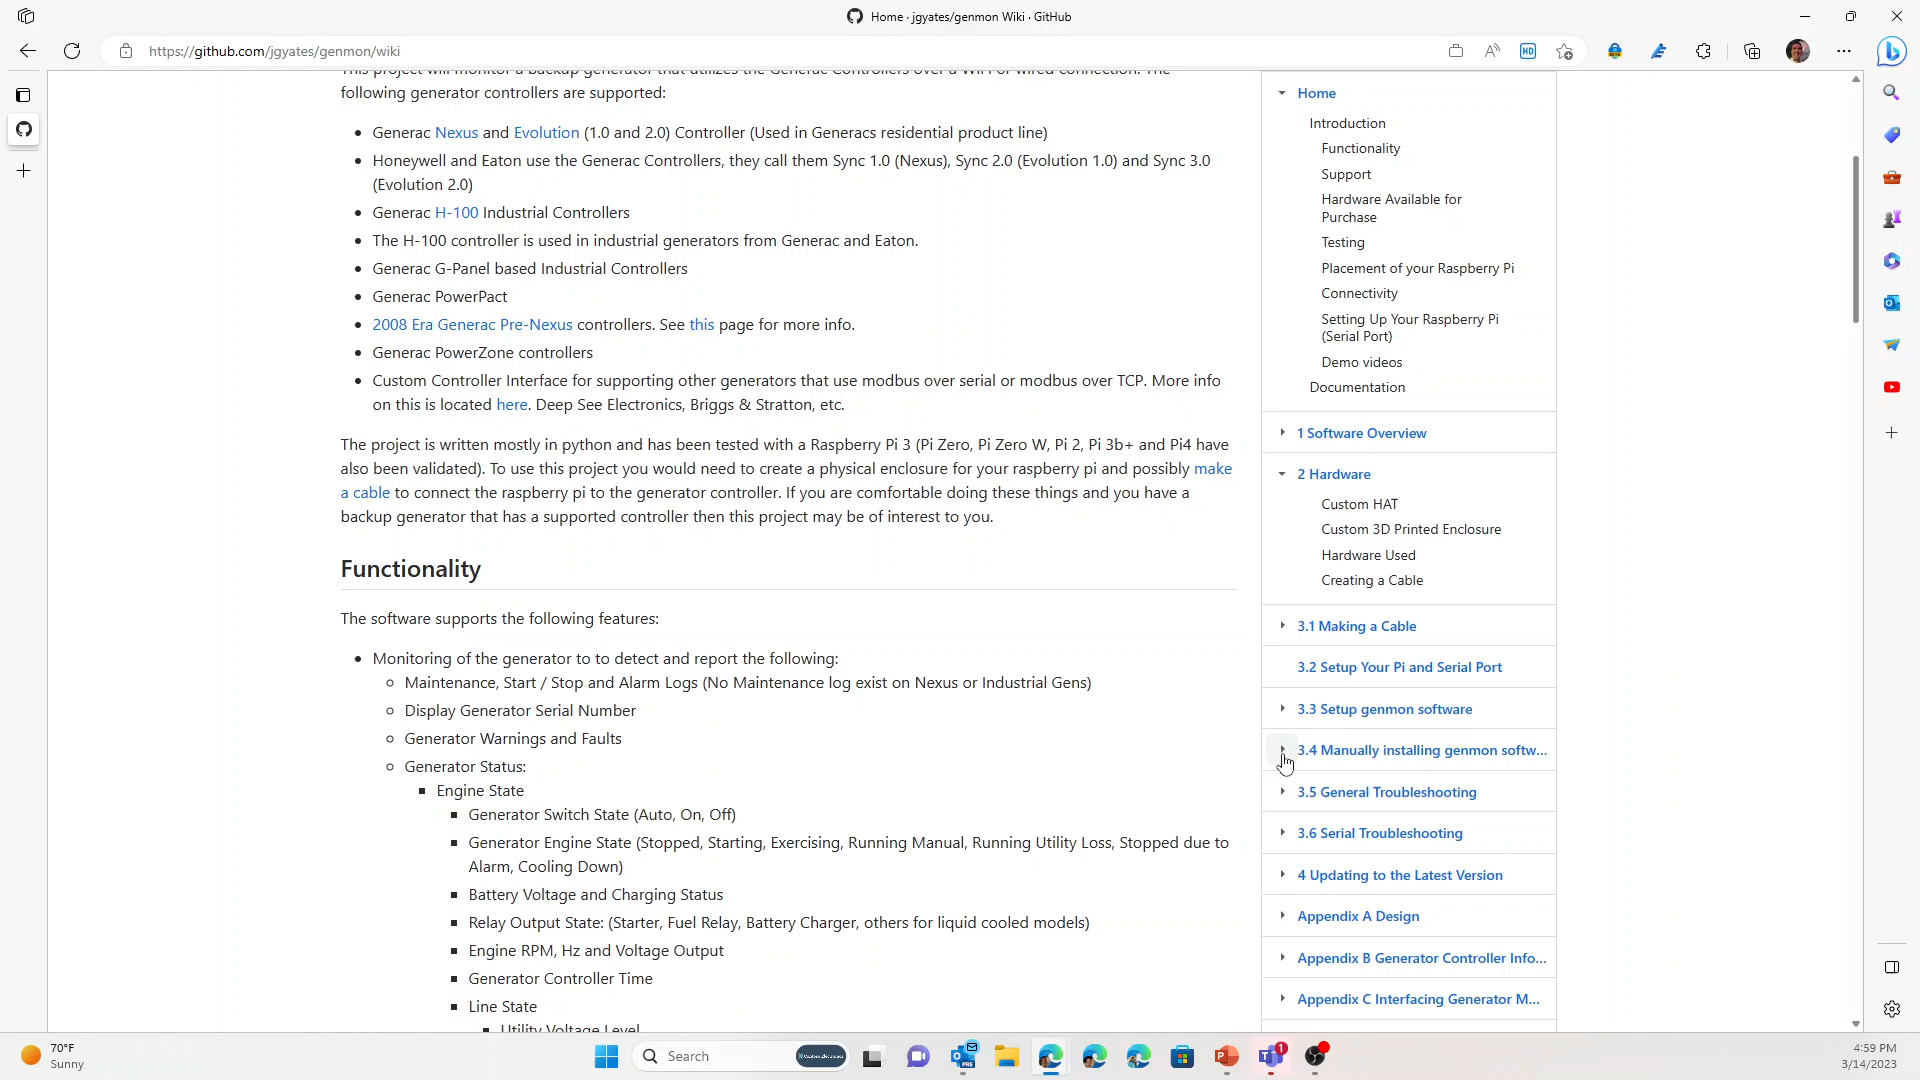 Home · jgyates/genmon Wiki · GitHub
https://github.com/jgyates/genmon/wiki
This project will monitor a backup generator that utilizes the Generac Controllers over a WiFi or wired connection. The
following generator controllers are supported:
Generac Nexus and Evolution (1.0 and 2.0) Controller (Used in Generacs residential product line)
Honeywell and Eaton use the Generac Controllers, they call them Sync 1.0 (Nexus), Sync 2.0 (Evolution 1.0) and Sync 3.0
(Evolution 2.0)
Generac H-100 Industrial Controllers
The H-100 controller is used in industrial generators from Generac and Eaton.
Generac G-Panel based Industrial Controllers
Generac PowerPact
2008 Era Generac Pre-Nexus controllers. See this page for more info.
Generac PowerZone controllers
Custom Controller Interface for supporting other generators that use modbus over serial or modbus over TCP. More info
on this is located here. Deep See Electronics, Briggs & Stratton, etc.
The project is written mostly in python and has been tested with a Raspberry Pi 3 (Pi Zero, Pi Zero W, Pi 2, Pi 3b+ and Pi4 have
also been validated). To use this project you would need to create a physical enclosure for your raspberry pi and possibly make
a cable to connect the raspberry pi to the generator controller. If you are comfortable doing these things and you have a
backup generator that has a supported controller then this project may be of interest to you.
Functionality
The software supports the following features:
Monitoring of the generator to to detect and report the following:
Maintenance, Start / Stop and Alarm Logs (No Maintenance log exist on Nexus or Industrial Gens)
Display Generator Serial Number
Generator Warnings and Faults
Generator Status:
Engine State
Generator Switch State (Auto, On, Off)
Generator Engine State (Stopped, Starting, Exercising, Running Manual, Running Utility Loss, Stopped due to
Alarm, Cooling Down)
Battery Voltage and Charging Status
Relay Output State: (Starter, Fuel Relay, Battery Charger, others for liquid cooled models)
Engine RPM, Hz and Voltage Output
Generator Controller Time
Line State
Utility Voltage Level
Home
Introduction
Functionality
Support
Hardware Available for
Purchase
Testing
Placement of your Raspberry Pi
Connectivity
Setting Up Your Raspberry Pi
(Serial Port)
Demo videos
Documentation
1 Software Overview
2 Hardware
Custom HAT
Custom 3D Printed Enclosure
Hardware Used
Creating a Cable
3.1 Making a Cable
3.2 Setup Your Pi and Serial Port
3.3 Setup genmon software
3.4 Manually installing genmon softw...
3.5 General Troubleshooting
3.6 Serial Troubleshooting
4 Updating to the Latest Version
Appendix A Design
Appendix B Generator Controller Info...
Appendix C Interfacing Generator M...
70°F
Sunny
Search
PRE
1
4:59 PM
3/14/2023